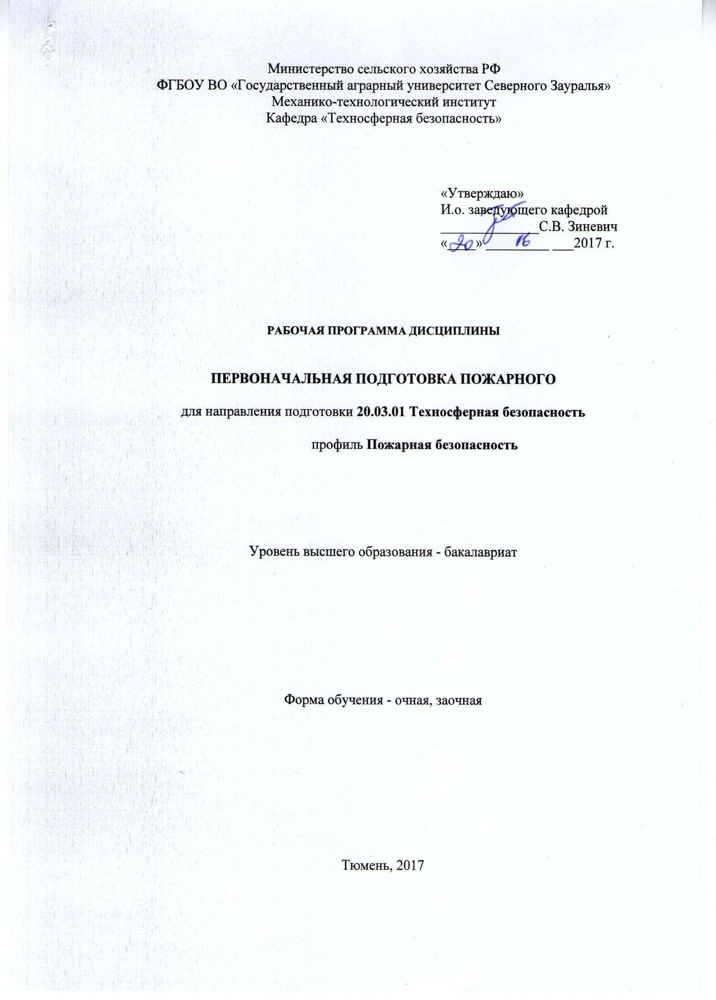 Министерство сельского хозяйства РФ
ФГБОУ ВО «Государственный аграрный университет Северного Зауралья»
Механико-технологический институт
Кафедра «Техносферная безопасность»
«Утверждаю»
И.о. заведующего кафедрой
______________С.В. Зиневич
«20» 06 2017 г.
РАБОЧАЯ ПРОГРАММА ДИСЦИПЛИНЫ
ПЕРВОНАЧАЛЬНАЯ ПОДГОТОВКА ПОЖАРНОГО
для направления подготовки 20.03.01 Техносферная безопасность
профиль Пожарная безопасность
Уровень высшего образования - бакалавриат
Форма обучения - очная, заочная
Тюмень, 2017